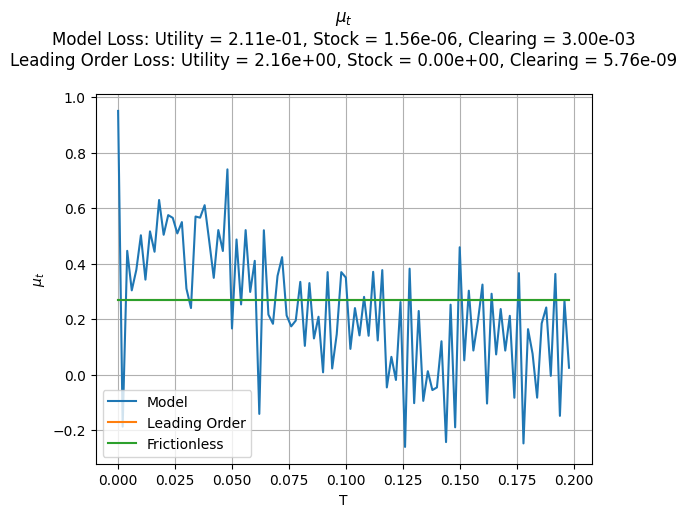 μt
Model Loss: Utility = 2.11e-01, Stock = 1.56e-06, Clearing = 3.00e-03
Leading Order Loss: Utility = 2.16e+00, Stock = 0.00e+00, Clearing = 5.76e-09
1.0
0.8
0.6
0.4
0.2
0.0
−0.2
μt
Model
Leading Order
Frictionless
0.000 0.025 0.050 0.075 0.100 0.125 0.150 0.175 0.200
T